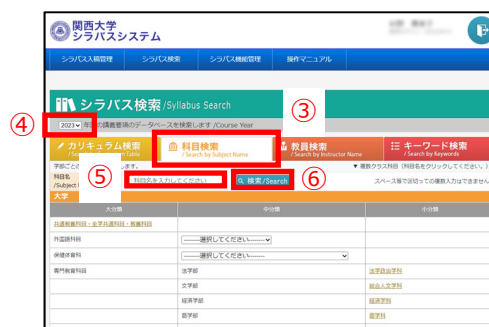 関西大学
シラバスシステム
シラバス入稿管理 シラバス検索 シラバス機能管理 操作マニュアル
シラバス検索/Syllabus Search
③
④
2023 年度の講義要項のデータベースを検索します /Course Year
カリキュラム検索 科目検索 教員検索 キーワード検索
/Search by Subject Name / Search by Instructor Name / Search by Keywords
▼ 複数クラス科目（科目名をクリックしてください。）
⑤
⑥
科目名
/Subject
科目名を入力してください 検索/Search スペース等で区切っての複数入力はできません
大学
大分類 中分類 小分類
共通教養科目・全学共通科目・教養科目
外国語科目 --------選択してください--------
保健体育科 --------選択してください--------
専門教育科目 法学部 法学政治学科
文学部 総合人文学科
経済学部 経済学科
商学部 商学科